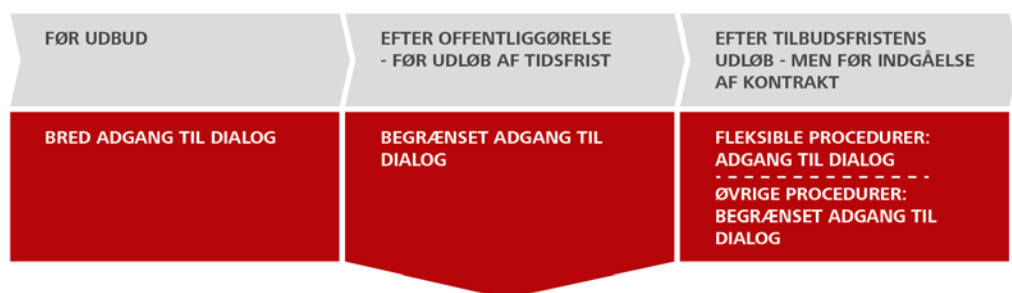 FØR UDBUD
EFTER OFFENTLIGGØRELSE
- FØR UDLØB AF TIDSFRIST
EFTER TILBUDSFRISTENS
UDLØB - MEN FØR INDGÅELSE
AF KONTRAKT
BRED ADGANG TIL DIALOG
BEGRÆNSET ADGANG TIL
DIALOG
FLEKSIBLE PROCEDURER:
ADGANG TIL DIALOG
ØVRIGE PROCEDURER:
BEGRÆNSET ADGANG TIL
DIALOG